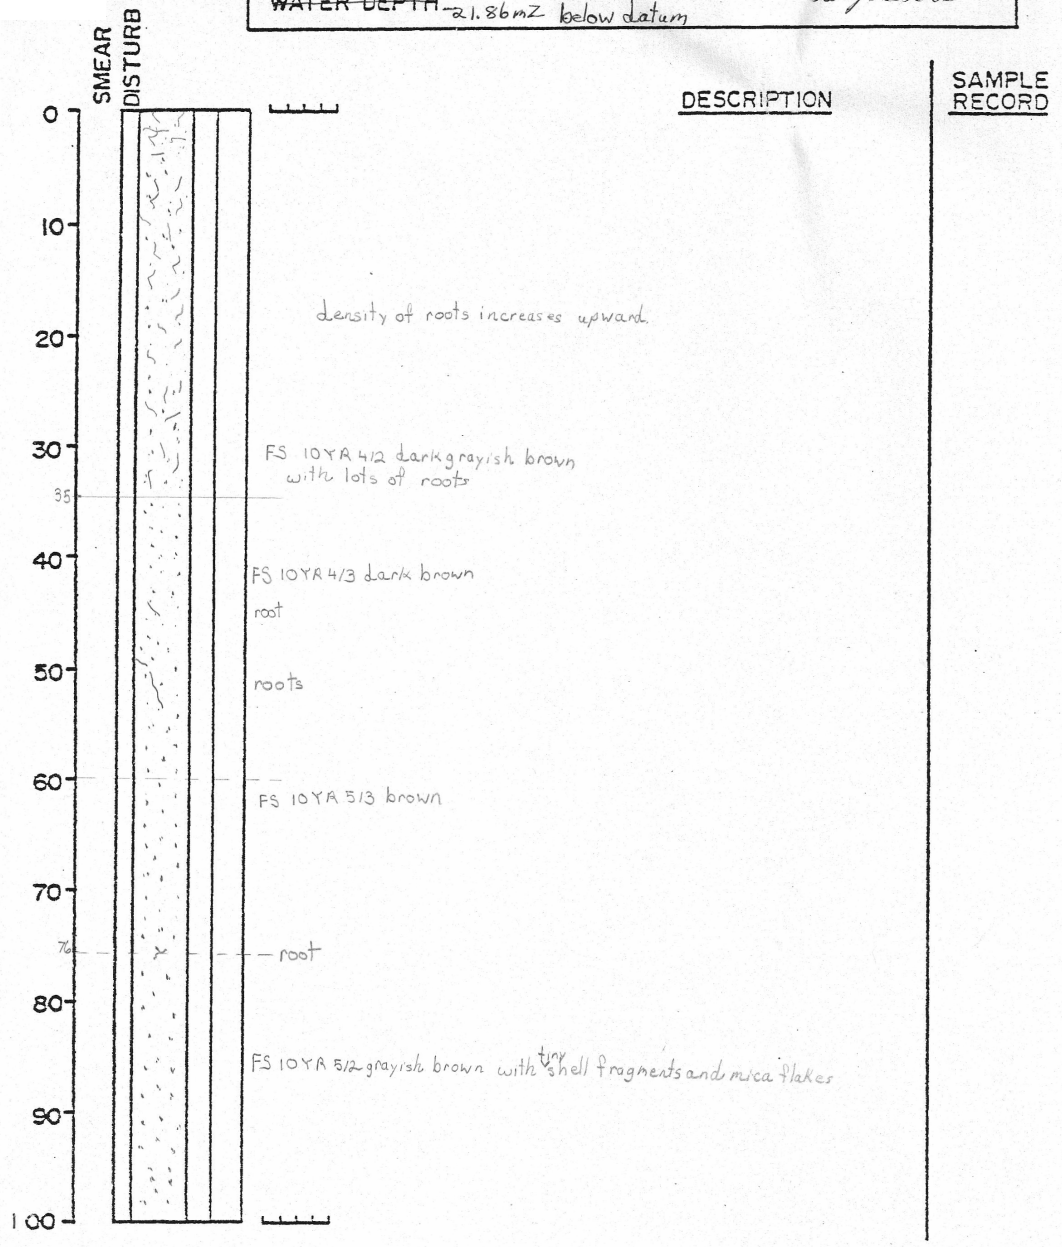 WATER DEPTH -21.86mZ below datum
SMEAR
DISTURB
DESCRIPTION
SAMPLE
RECORD
0
10
density of roots increases upward.
20
30
FS 10YR 4/2 dark grayish brown
with lots of roots
35
40
FS 10YR 4/3 dark brown
root
50
roots
60
FS 10YR 5/3 brown
70
76
root
80
FS 10YR 5/2 grayish brown with tiny shell fragments and mica flakes
90
100